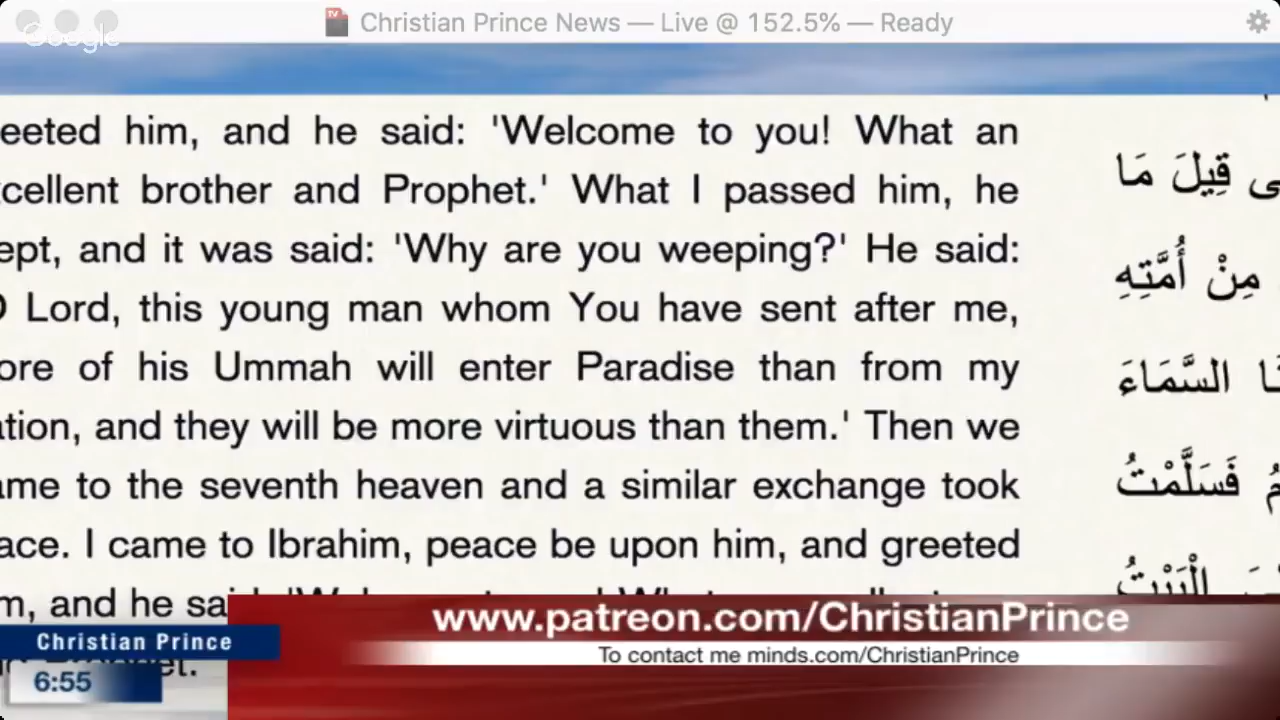 Christian Prince News — Live @ 152.5% — Ready
Google
eeted him, and he said: 'Welcome to you! What an
cellent brother and Prophet.' What I passed him, he
ept, and it was said: 'Why are you weeping?' He said:
Lord, this young man whom You have sent after me,
ore of his Ummah will enter Paradise than from my
ation, and they will be more virtuous than them.' Then we
ame to the seventh heaven and a similar exchange took
ace. I came to Ibrahim, peace be upon him, and greeted
m, and he sa
قِيلَ مَا
مِنْ أُمَّتِهِ
السَّمَاءَ
فَسَلَّمْتُ
الْبَيْتُ
www.patreon.com/ChristianPrince
To contact me minds.com/ChristianPrince
Christian Prince
6:55